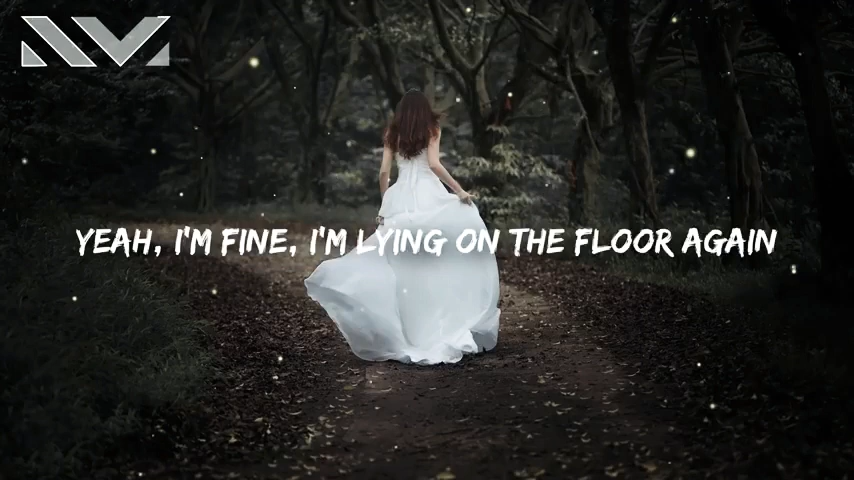 YEAH, I'M FINE, I'M LYING ON THE FLOOR AGAIN